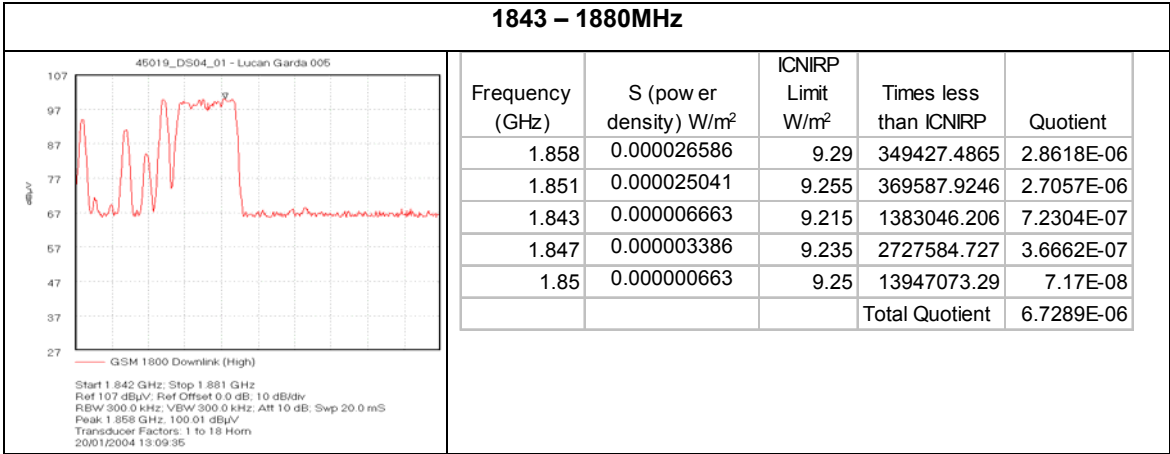 1843 – 1880MHz
45019_DS04_01 - Lucan Garda 005
107
97
87
77
67
57
47
37
27
dBµV
GSM 1800 Downlink (High)
Start 1.842 GHz; Stop 1.881 GHz
Ref 107 dBµV; Ref Offset 0.0 dB; 10 dB/div
RBW 300.0 kHz; VBW 300.0 kHz; Att 10 dB; Swp 20.0 mS
Peak 1.858 GHz, 100.01 dBµV
Transducer Factors: 1 to 18 Horn
20/01/2004 13:09:35
Frequency (GHz) S (pow er density) W/m² ICNIRP Limit W/m² Times less than ICNIRP Quotient
1.858 0.000026586 9.29 349427.4865 2.8618E-06
1.851 0.000025041 9.255 369587.9246 2.7057E-06
1.843 0.000006663 9.215 1383046.206 7.2304E-07
1.847 0.000003386 9.235 2727584.727 3.6662E-07
1.85 0.000000663 9.25 13947073.29 7.17E-08
Total Quotient 6.7289E-06